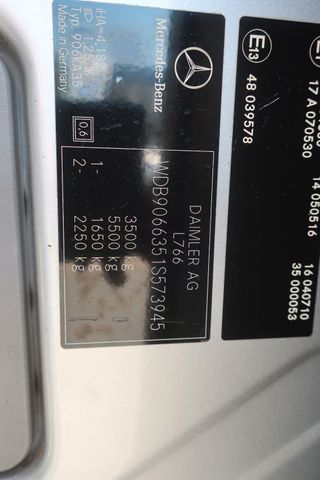 DAIMLER AG
L766
WDB9066351S573945
3500 kg
5500 kg
1- 1650 kg
2- 2250 kg
0.6
Mercedes-Benz
Typ: 906KA35
Made in Germany
E13
48 039578
17 A 070530
14 050516
16 040710
35 000053